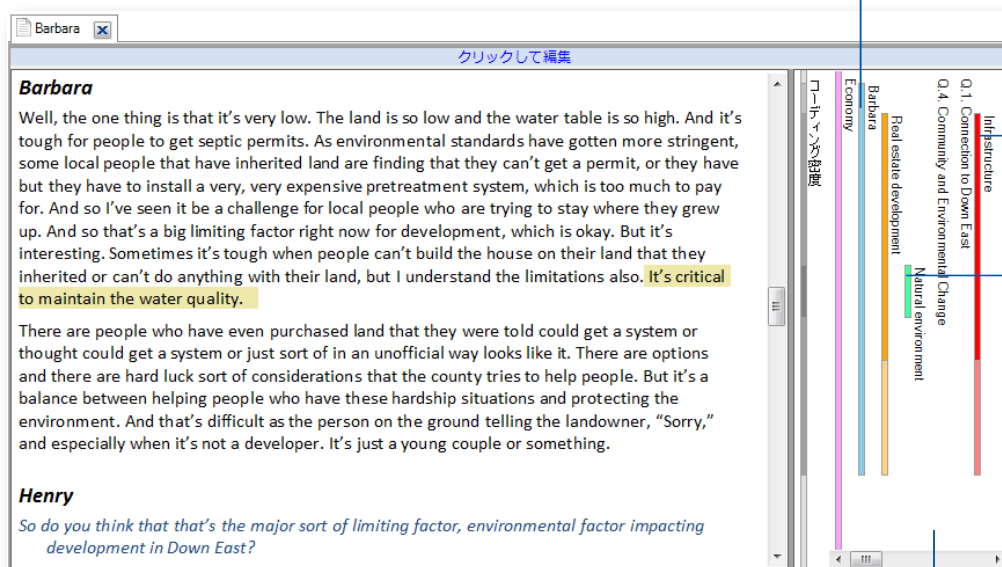 Barbara
クリックして編集
Barbara
Well, the one thing is that it's very low. The land is so low and the water table is so high. And it's
tough for people to get septic permits. As environmental standards have gotten more stringent,
some local people that have inherited land are finding that they can't get a permit, or they have
but they have to install a very, very expensive pretreatment system, which is too much to pay
for. And so I've seen it be a challenge for local people who are trying to stay where they grew
up. And so that's a big limiting factor right now for development, which is okay. But it's
interesting. Sometimes it's tough when people can't build the house on their land that they
inherited or can't do anything with their land, but I understand the limitations also. It's critical
to maintain the water quality.
There are people who have even purchased land that they were told could get a system or
thought could get a system or just sort of in an unofficial way looks like it. There are options
and there are hard luck sort of considerations that the county tries to help people. But it's a
balance between helping people who have these hardship situations and protecting the
environment. And that's difficult as the person on the ground telling the landowner, “Sorry,”
and especially when it's not a developer. It's just a young couple or something.
Henry
So do you think that that's the major sort of limiting factor, environmental factor impacting
development in Down East?
コーディング密度
Economy
Barbara
Real estate development
Natural environment
Q.4. Community and Environmental Change
Q.1. Connection to Down East
Infrastructure